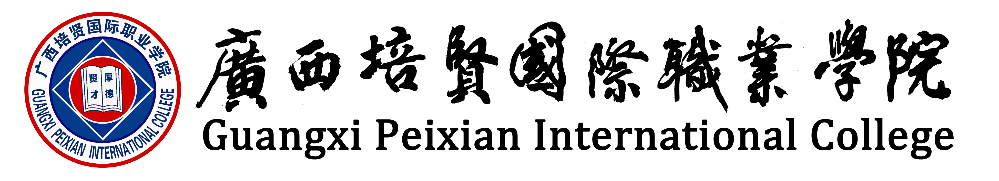 广西培贤国际职业学院
厚德
贤才
GUANGXI PEIXIAN INTERNATIONAL COLLEGE
廣西培賢國際職業學院
Guangxi Peixian International College